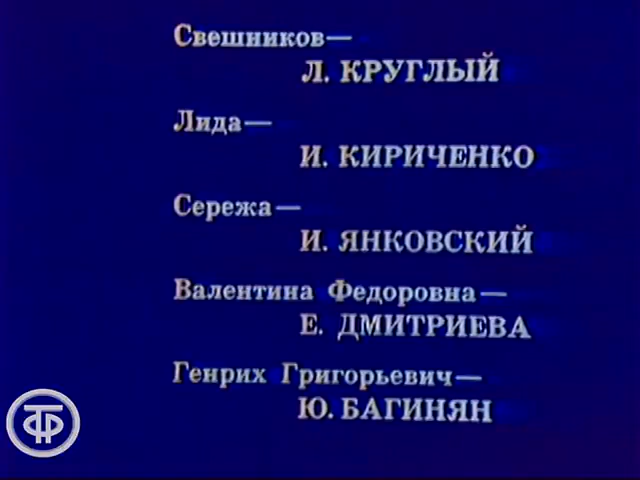 Свешников—
Л. КРУГЛЫЙ
Лида—
И. КИРИЧЕНКО
Сережа—
И. ЯНКОВСКИЙ
Валентина Федоровна—
Е. ДМИТРИЕВА
Генрих Григорьевич—
Ю. БАГИНЯН